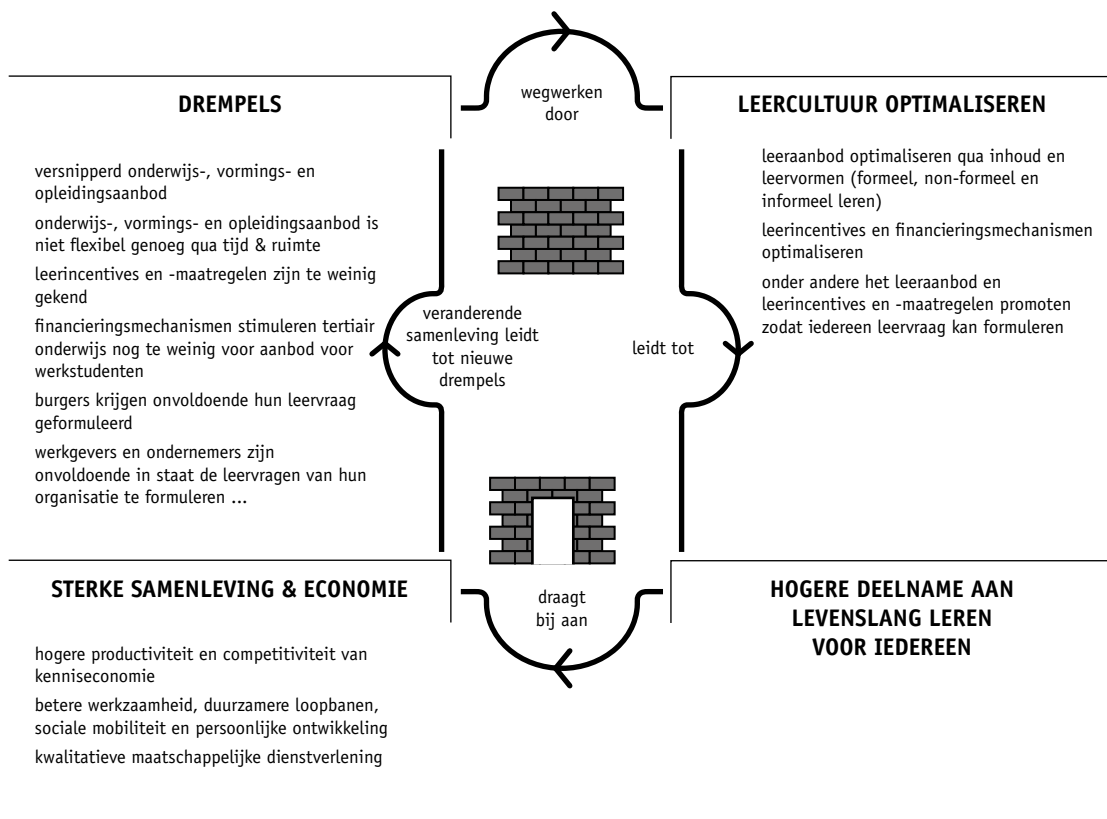 DREMPELS
versnipperd onderwijs-, vormings- en
opleidingsaanbod
onderwijs-, vormings- en opleidingsaanbod is
niet flexibel genoeg qua tijd & ruimte
leerincentives en -maatregelen zijn te weinig
gekend
financieringsmechanismen stimuleren tertiair
onderwijs nog te weinig voor aanbod voor
werkstudenten
burgers krijgen onvoldoende hun leervraag
geformuleerd
werkgevers en ondernemers zijn
onvoldoende in staat de leervragen van hun
organisatie te formuleren ...
wegwerken
door
LEERCULTUUR OPTIMALISEREN
leeraanbod optimaliseren qua inhoud en
leervormen (formeel, non-formeel en
informeel leren)
leerincentives en financieringsmechanismen
optimaliseren
onder andere het leeraanbod en
leerincentives en -maatregelen promoten
zodat iedereen leervraag kan formuleren
veranderende
samenleving leidt
tot nieuwe
drempels
leidt tot
STERKE SAMENLEVING & ECONOMIE
hogere productiviteit en competitiviteit van
kenniseconomie
betere werkzaamheid, duurzamere loopbanen,
sociale mobiliteit en persoonlijke ontwikkeling
kwalitatieve maatschappelijke dienstverlening
draagt
bij aan
HOGERE DEELNAME AAN
LEVENSLANG LEREN
VOOR IEDEREEN